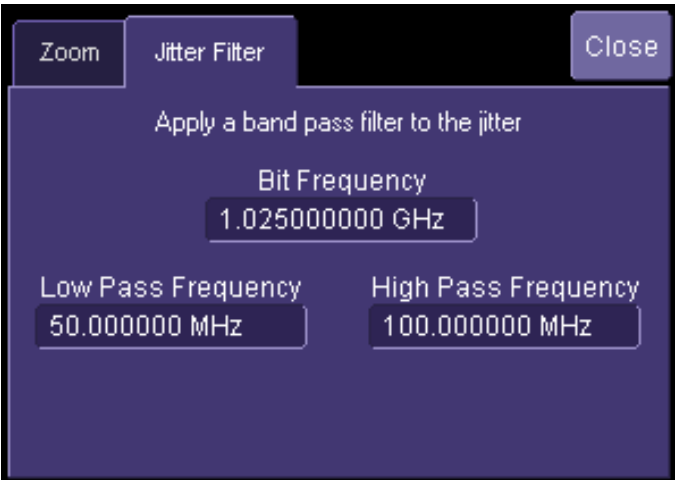 Zoom
Jitter Filter
Close
Apply a band pass filter to the jitter
Bit Frequency
1.025000000 GHz
Low Pass Frequency
High Pass Frequency
50.000000 MHz
100.000000 MHz